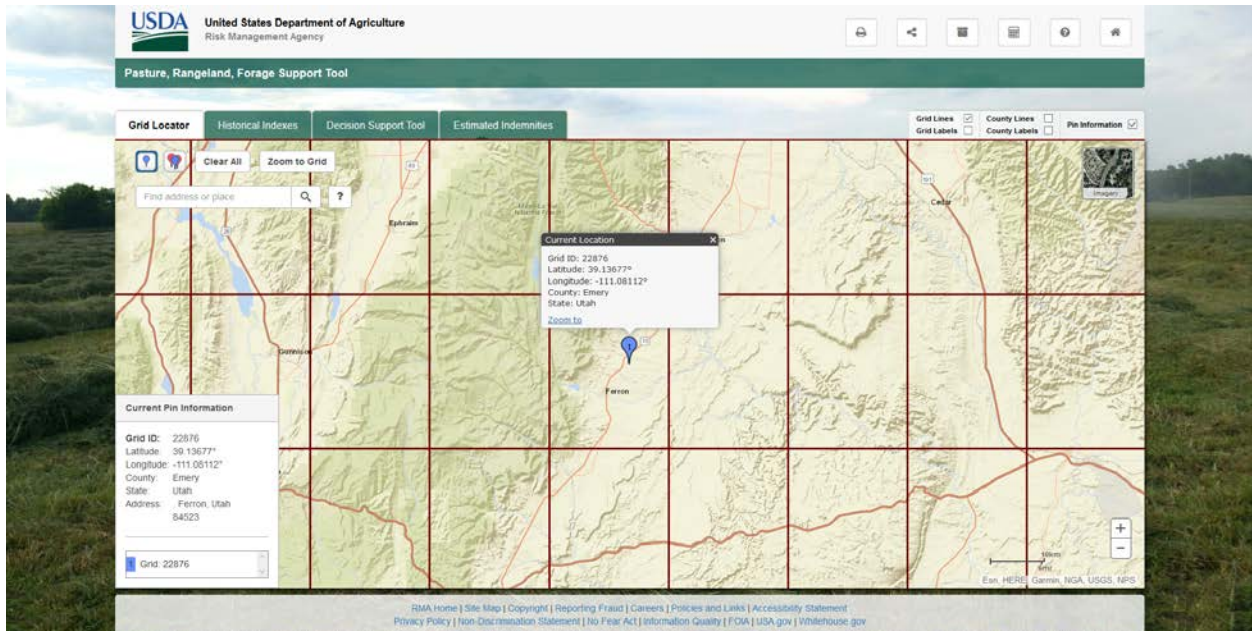 USDA
United States Department of Agriculture
Risk Management Agency
Pasture, Rangeland, Forage Support Tool
Grid Locator
Historical Indexes
Decision Support Tool
Estimated Indemnities
Grid Lines
County Lines
Pin Information
Grid Labels
County Labels
Clear All
Zoom to Grid
Find address or place
?
Imagery
Ephraim
Cedar
Current Location
Grid ID: 22876
Latitude: 39.13677°
Longitude: -111.08112°
County: Emery
State: Utah
Zoom to
1
Gunnison
Ferron
Current Pin Information
Grid ID: 22876
Latitude: 39.13677°
Longitude: -111.08112°
County: Emery
State: Utah
Address: , Ferron, Utah
84523
1 Grid: 22876
+
−
10km
Esri, HERE, Garmin, NGA, USGS, NPS
RMA Home | Site Map | Copyright | Reporting Fraud | Careers | Policies and Links | Accessibility Statement
Privacy Policy | Non-Discrimination Statement | No Fear Act | Information Quality | FOIA | USA.gov | Whitehouse.gov